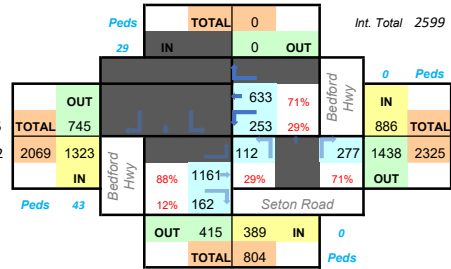 Peds TOTAL 0 Int. Total 2599
29 IN 0 OUT
0 Peds
OUT 633 71% Bedford Hwy IN
TOTAL 745 253 29% 886 TOTAL
2069 1323 Bedford Hwy 112 277 1438 2325
IN 88% 1161 29% 71% OUT
Peds 43 12% 162 Seton Road
OUT 415 389 IN 0
TOTAL 804 Peds